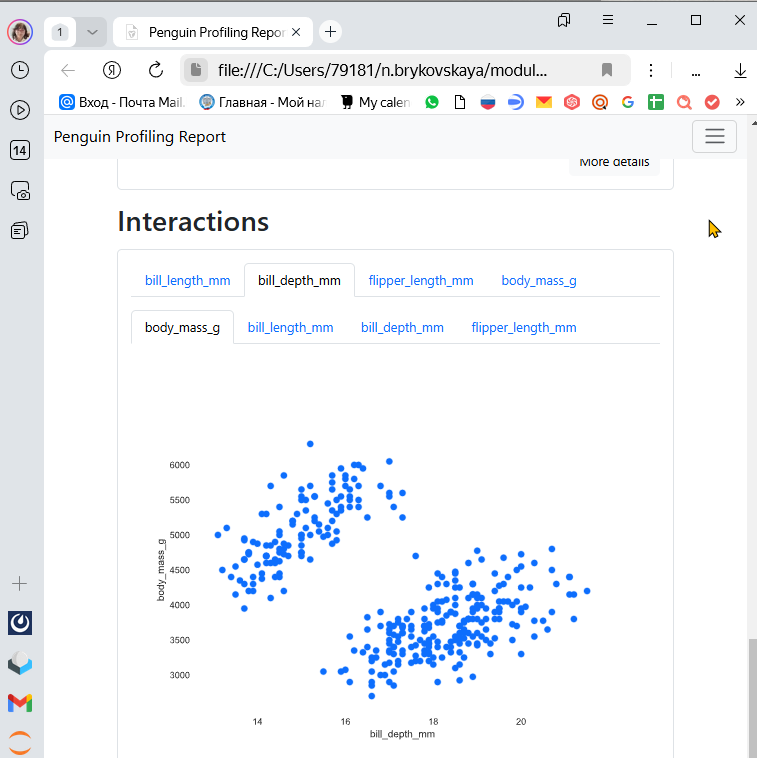 1
Penguin Profiling Repor
file:///C:/Users/79181/n.brykovskaya/modul...
Вход - Почта Mail.
Главная - Мой нал
My calen
14
Penguin Profiling Report
More details
Interactions
bill_length_mm bill_depth_mm flipper_length_mm body_mass_g
body_mass_g bill_length_mm bill_depth_mm flipper_length_mm
6000
5500
5000
4500
4000
3500
3000
body_mass_g
14 16 18 20
bill_depth_mm